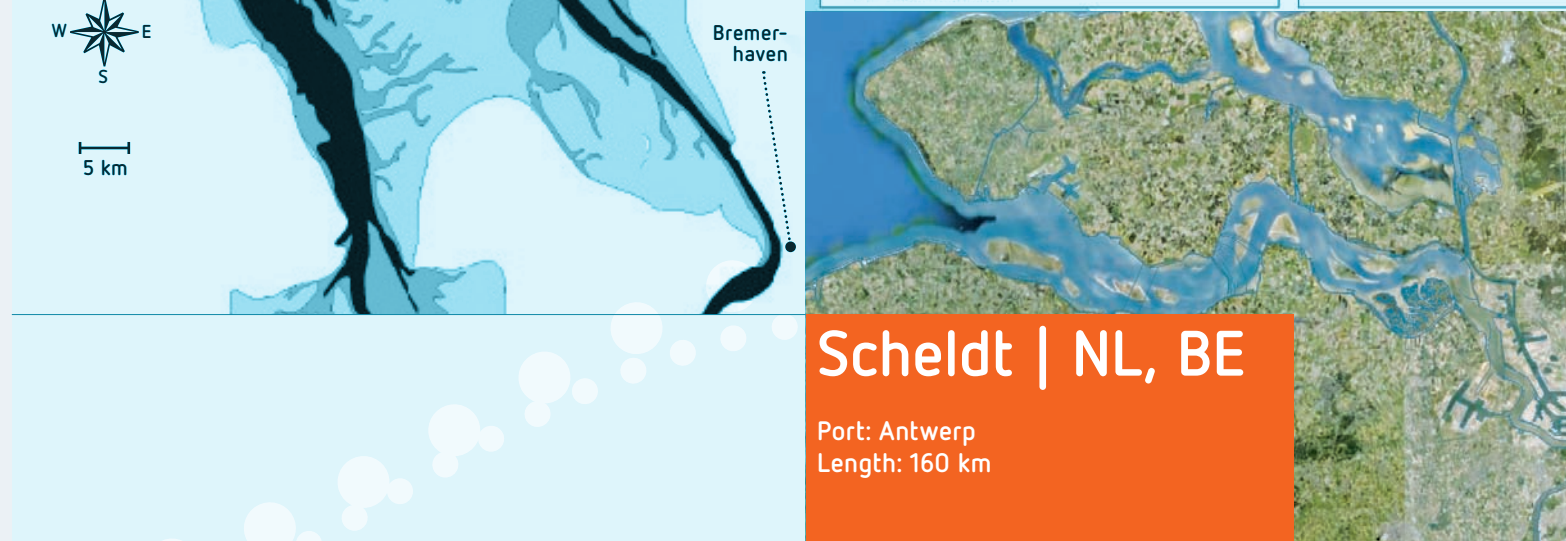 W E
S
5 km
Bremer-
haven
Scheldt | NL, BE
Port: Antwerp
Length: 160 km